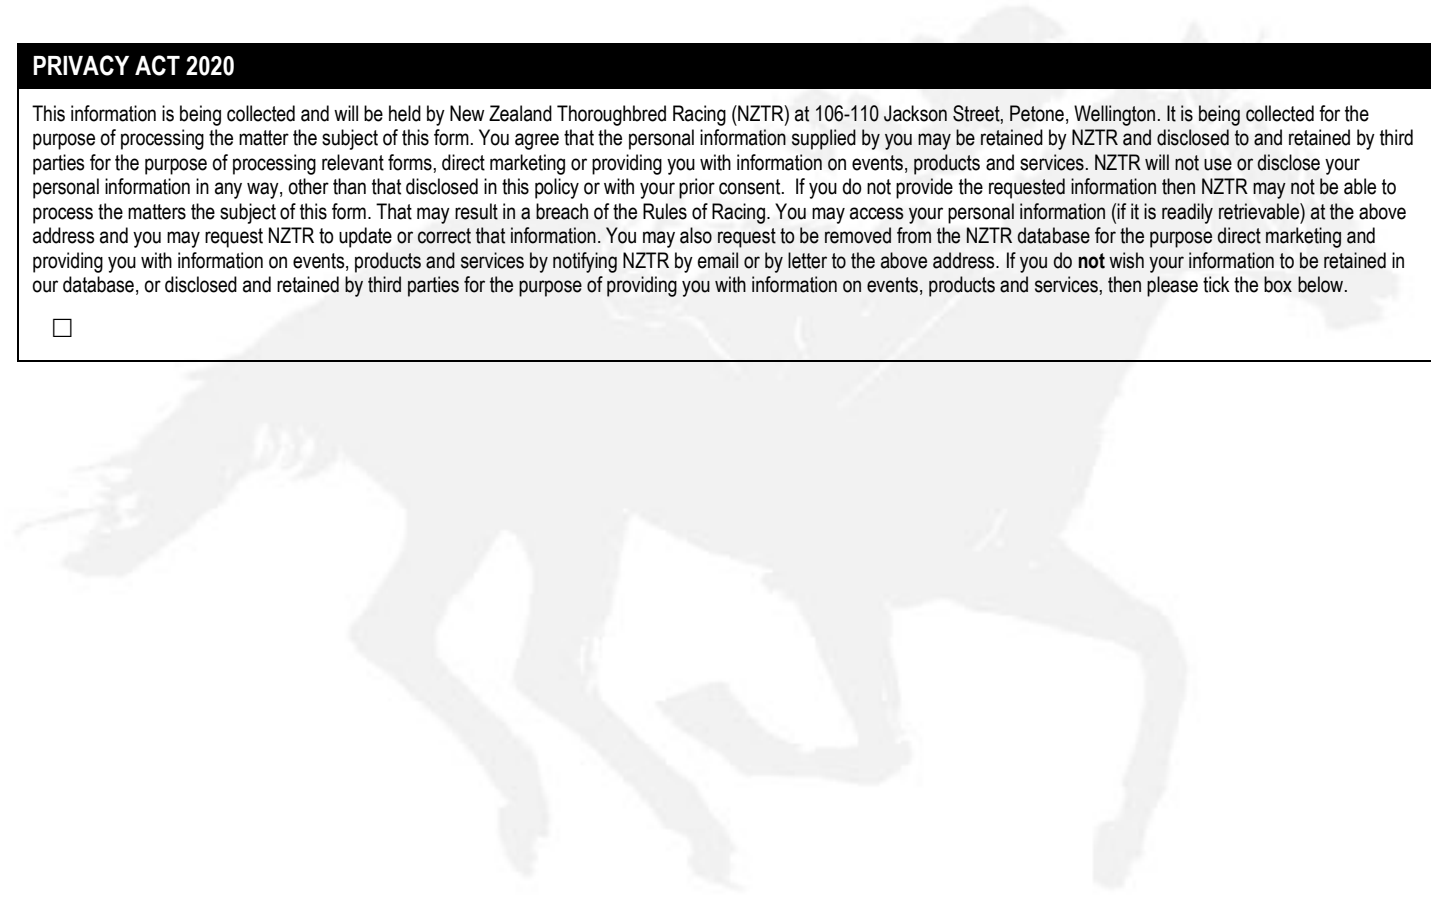 PRIVACY ACT 2020
This information is being collected and will be held by New Zealand Thoroughbred Racing (NZTR) at 106-110 Jackson Street, Petone, Wellington. It is being collected for the
purpose of processing the matter the subject of this form. You agree that the personal information supplied by you may be retained by NZTR and disclosed to and retained by third
parties for the purpose of processing relevant forms, direct marketing or providing you with information on events, products and services. NZTR will not use or disclose your
personal information in any way, other than that disclosed in this policy or with your prior consent.  If you do not provide the requested information then NZTR may not be able to
process the matters the subject of this form. That may result in a breach of the Rules of Racing. You may access your personal information (if it is readily retrievable) at the above
address and you may request NZTR to update or correct that information. You may also request to be removed from the NZTR database for the purpose direct marketing and
providing you with information on events, products and services by notifying NZTR by email or by letter to the above address. If you do not wish your information to be retained in
our database, or disclosed and retained by third parties for the purpose of providing you with information on events, products and services, then please tick the box below.